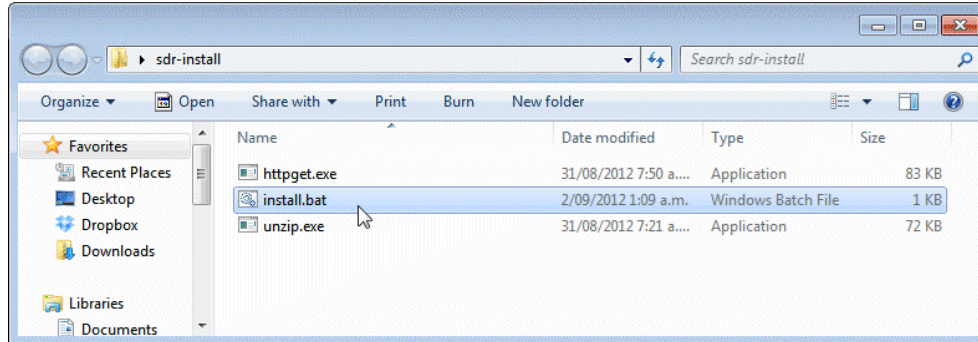 sdr-install
Search sdr-install
Organize Open Share with Print Burn New folder
Favorites
Recent Places
Desktop
Dropbox
Downloads
Libraries
Documents
Name Date modified Type Size
httpget.exe 31/08/2012 7:50 a.... Application 83 KB
install.bat 2/09/2012 1:09 a.m. Windows Batch File 1 KB
unzip.exe 31/08/2012 7:21 a.... Application 72 KB